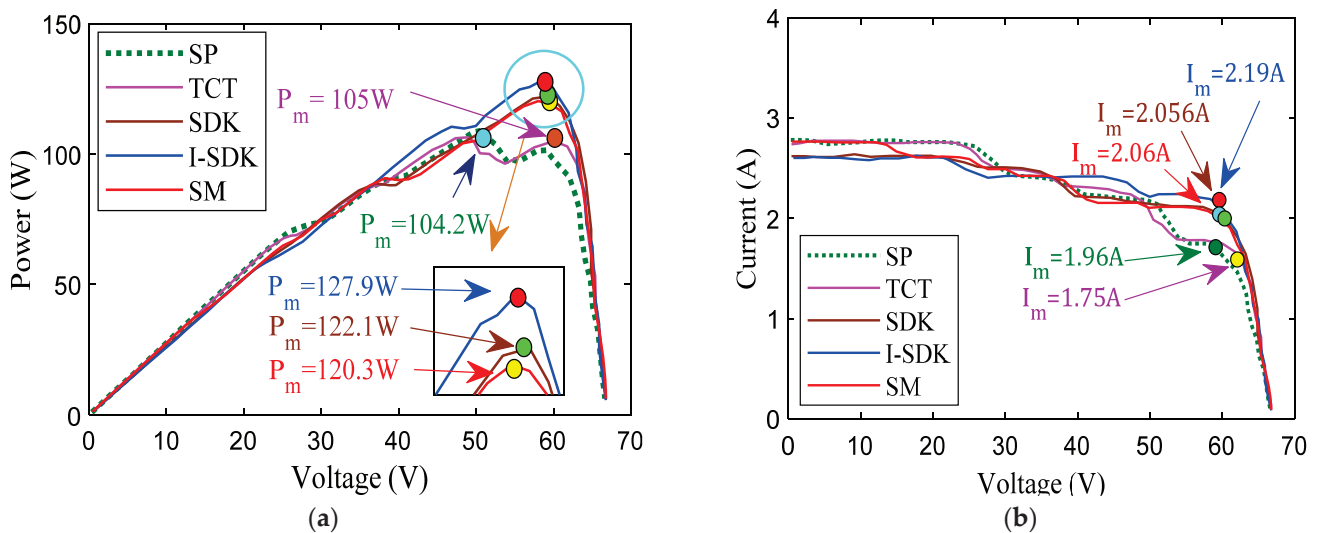 150
100
50
0
0
10
20
30
40
50
60
70
Power (W)
Voltage (V)
SP
TCT
SDK
I-SDK
SM
Pm= 105W
Pm=104.2W
Pm=127.9W
Pm=122.1W
Pm=120.3W
(a)
4
3
2
1
0
0
10
20
30
40
50
60
70
Current (A)
Voltage (V)
Im=2.19A
Im=2.056A
Im=2.06A
Im=1.96A
Im=1.75A
SP
TCT
SDK
I-SDK
SM
(b)